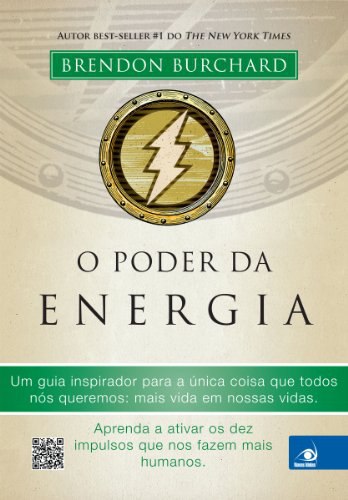 AUTOR BEST-SELLER #1 DO THE NEW YORK TIMES
BRENDON BURCHARD
O PODER DA
ENERGIA
Um guia inspirador para a única coisa que todos
nós queremos: mais vida em nossas vidas.
Aprenda a ativar os dez
impulsos que nos fazem mais
humanos.